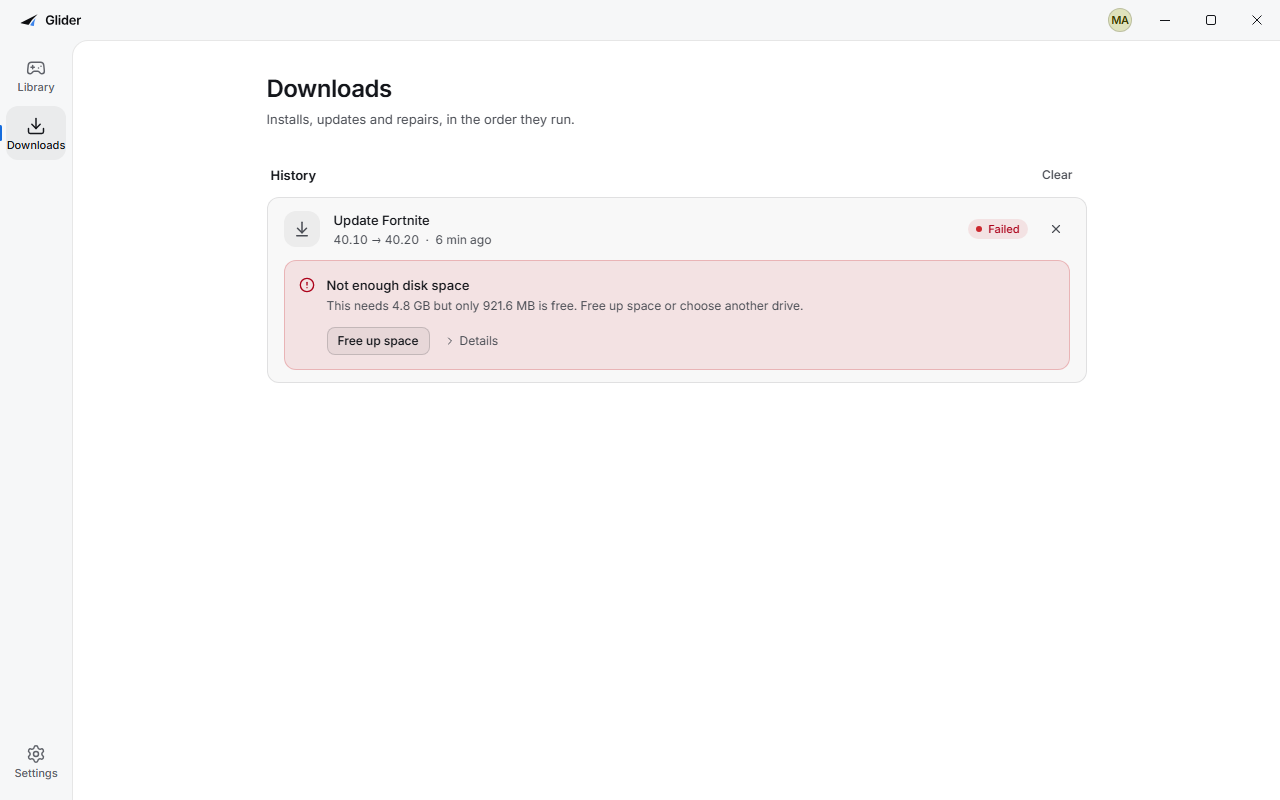 Glider
MA
Library
Downloads
Settings
Downloads
Installs, updates and repairs, in the order they run.
History
Clear
Update Fortnite
40.10 → 40.20 · 6 min ago
Failed
Not enough disk space
This needs 4.8 GB but only 921.6 MB is free. Free up space or choose another drive.
Free up space
Details